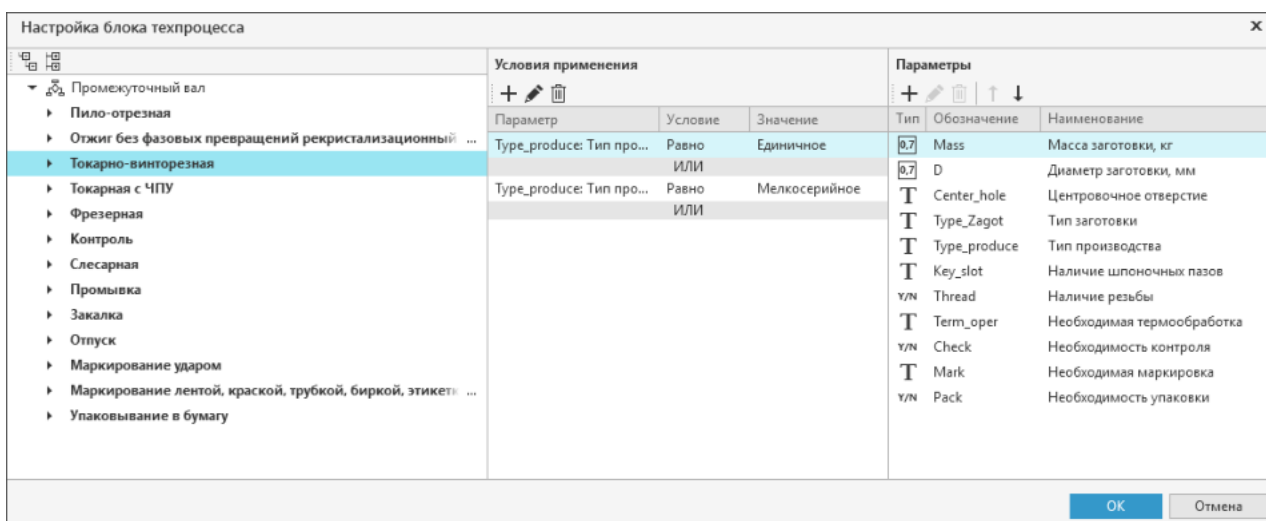 Настройка блока техпроцесса
Промежуточный вал
Пило-отрезная
Отжиг без фазовых превращений рекристализационный ...
Токарно-винторезная
Токарная с ЧПУ
Фрезерная
Контроль
Слесарная
Промывка
Закалка
Отпуск
Маркирование ударом
Маркирование лентой, краской, трубкой, биркой, ...
Упаковывание в бумагу
Условия применения
Параметр Условие Значение
Type_produce: Тип про... Равно Единичное
ИЛИ
Type_produce: Тип про... Равно Мелкосерийное
ИЛИ
Параметры
Тип Обозначение Наименование
0,7 Mass Масса заготовки, кг
0,7 D Диаметр заготовки, мм
T Center_hole Центровочное отверстие
T Type_Zagot Тип заготовки
T Type_produce Тип производства
T Key_slot Наличие шпоночных пазов
Y/N Thread Наличие резьбы
T Term_oper Необходимая термообработка
Y/N Check Необходимость контроля
T Mark Необходимая маркировка
Y/N Pack Необходимость упаковки
OK Отмена